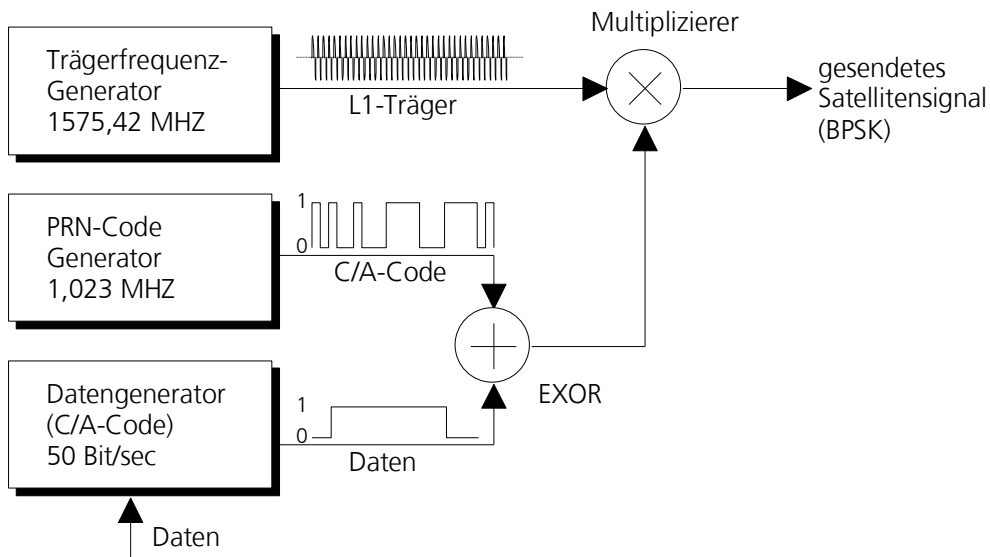 Multiplizierer
Trägerfrequenz-
Generator
1575,42 MHZ
L1-Träger
gesendetes
Satellitensignal
(BPSK)
PRN-Code
Generator
1,023 MHZ
1
0
C/A-Code
Datengenerator
(C/A-Code)
50 Bit/sec
1
0
Daten
EXOR
Daten